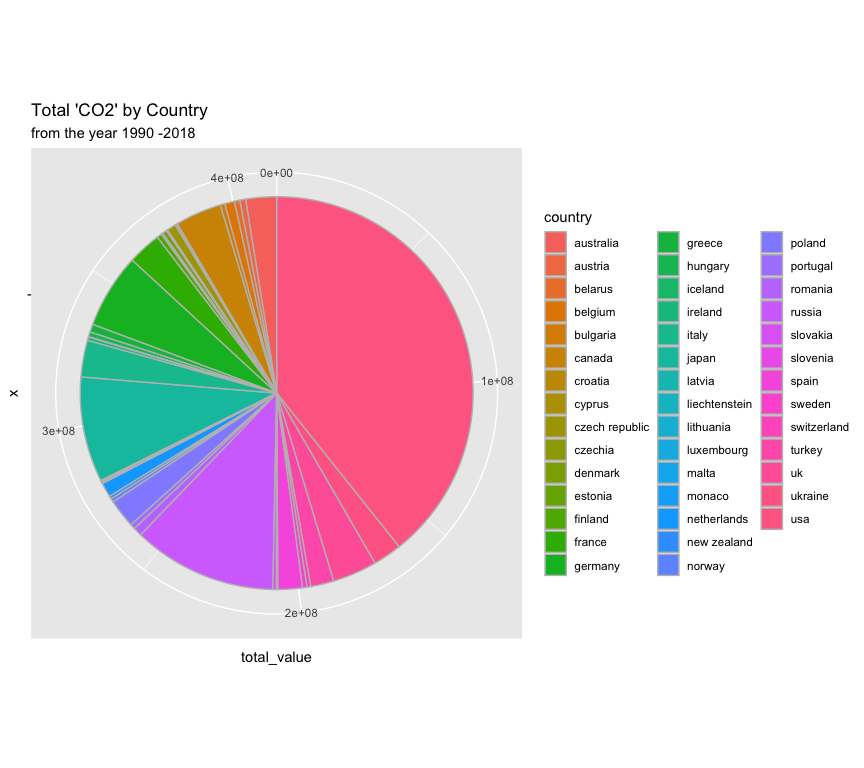 Total 'CO2' by Country
from the year 1990 -2018
4e+08
0e+00
1e+08
3e+08
2e+08
x
total_value
country
australia
austria
belarus
belgium
bulgaria
canada
croatia
cyprus
czech republic
czechia
denmark
estonia
finland
france
germany
greece
hungary
iceland
ireland
italy
japan
latvia
liechtenstein
lithuania
luxembourg
malta
monaco
netherlands
new zealand
norway
poland
portugal
romania
russia
slovakia
slovenia
spain
sweden
switzerland
turkey
uk
ukraine
usa